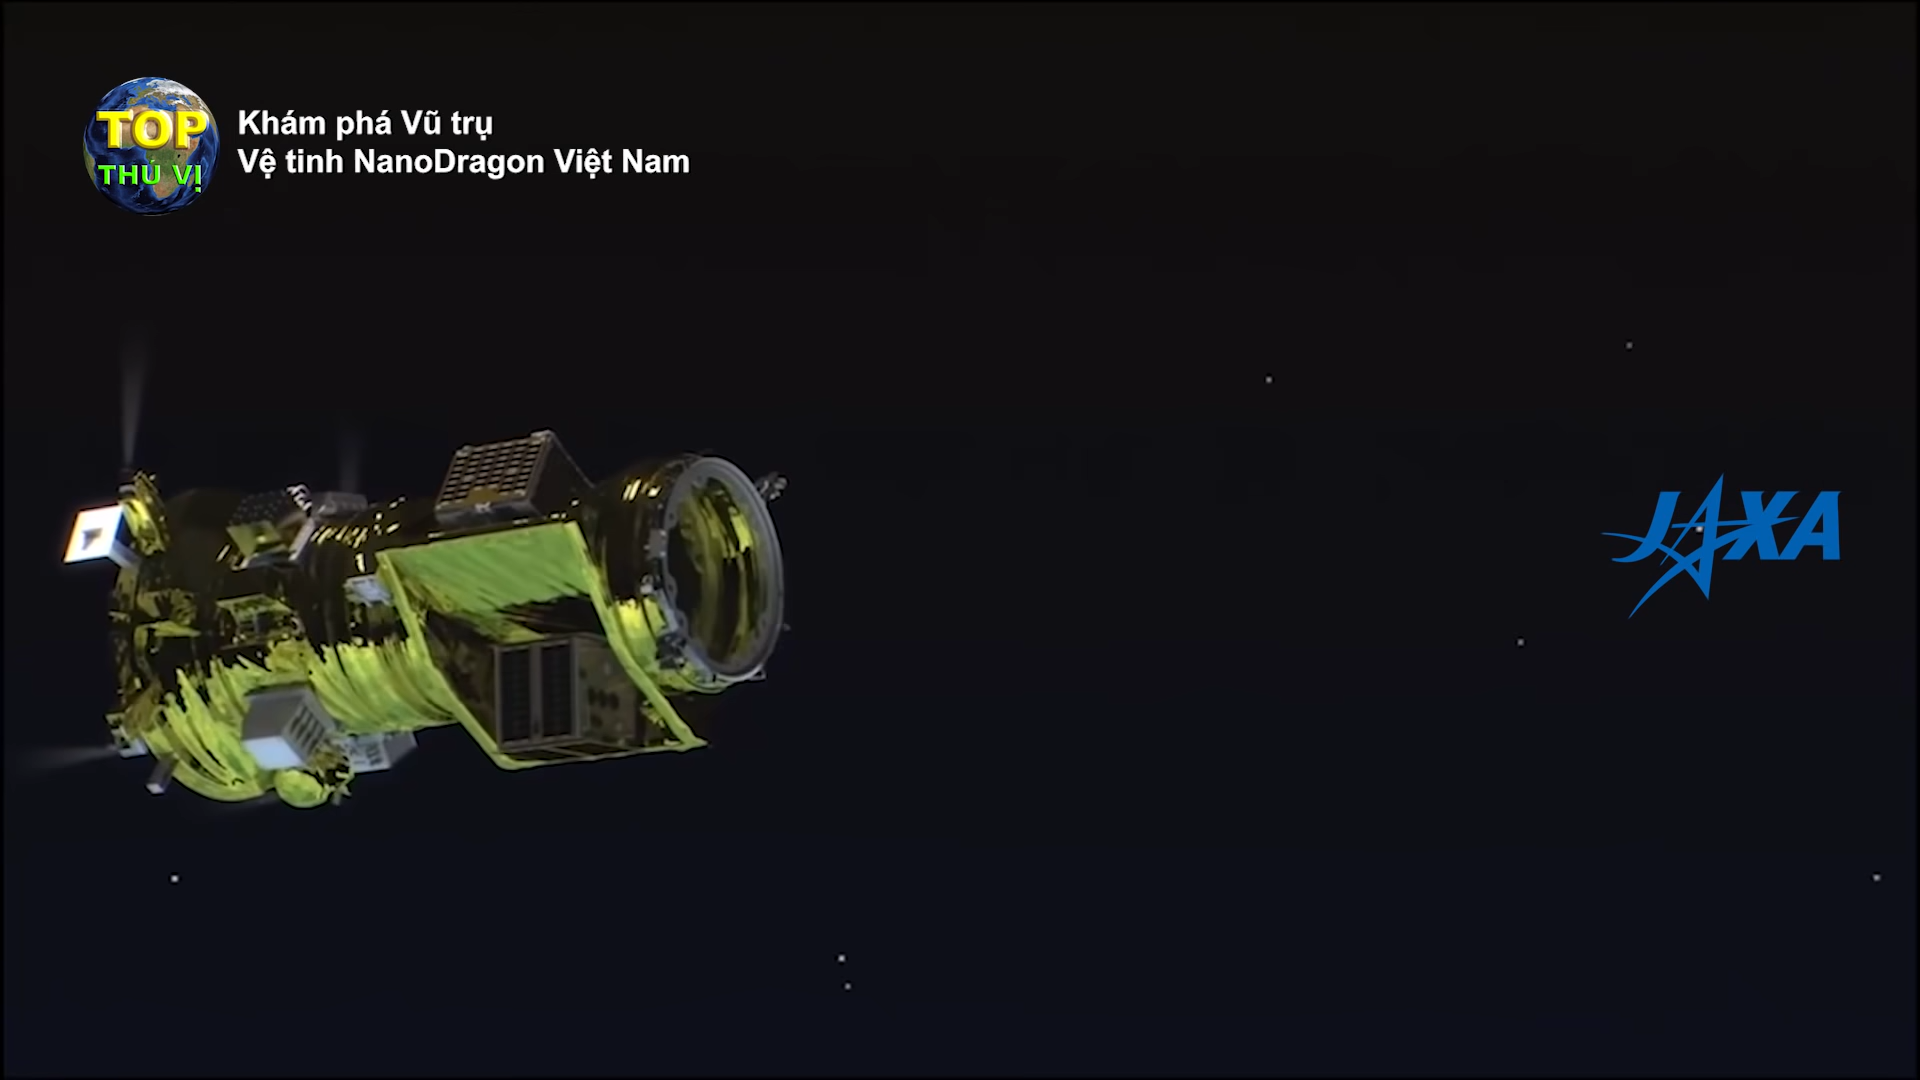 TOP
THÚ VỊ
Khám phá Vũ trụ
Vệ tinh NanoDragon Việt Nam
JAXA